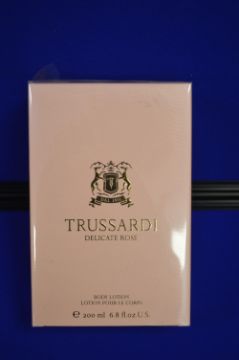 TRUSSARDI
DELICATE ROSE
BODY LOTION
LOTION POUR LE CORPS
℮ 200 ml 6.8 fl.oz U.S.